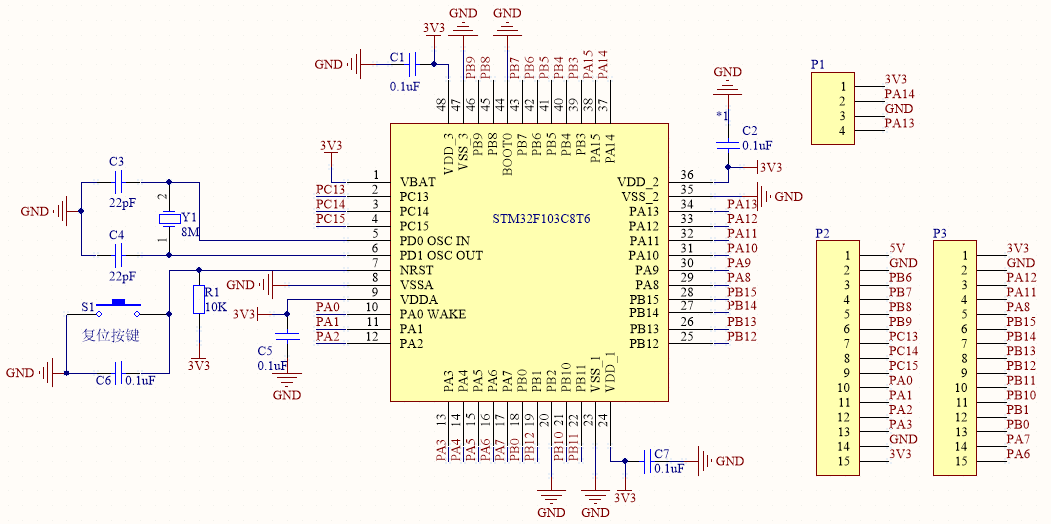 GND
GND
3V3
C1
GND
0.1uF
PB9
PB8
PB7
PB6
PB5
PB4
PB3
PA15
PA14
48
47
46
45
44
43
42
41
40
39
38
37
VDD_3
VSS_3
PB9
PB8
BOOT0
PB7
PB6
PB5
PB4
PB3
PA15
PA14
GND
*1
C2
0.1uF
3V3
GND
P1
1 3V3
2 PA14
3 GND
4 PA13
3V3
1 VBAT
PC13 2 PC13
PC14 3 PC14
PC15 4 PC15
5 PD0 OSC IN
6 PD1 OSC OUT
7 NRST
GND 8 VSSA
9 VDDA
PA0 10 PA0 WAKE
PA1 11 PA1
PA2 12 PA2
STM32F103C8T6
VDD_2 36
VSS_2 35
PA13 34 PA13
PA12 33 PA12
PA11 32 PA11
PA10 31 PA10
PA9 30 PA9
PA8 29 PA8
PB15 28 PB15
PB14 27 PB14
PB13 26 PB13
PB12 25 PB12
C3
22pF
GND
2
Y1
8M
1
C4
22pF
S1
复位按键
R1
10K
3V3
GND
C6 0.1uF
3V3
C5
0.1uF
GND
PA3
PA4
PA5
PA6
PA7
PB0
PB1
PB2
PB10
PB11
VSS_1
VDD_1
13
14
15
16
17
18
19
20
21
22
23
24
PA3
PA4
PA5
PA6
PA7
PB0
PB12
PB10
PB11
GND
GND
3V3
C7
0.1uF
GND
P2
1 5V
2 GND
3 PB6
4 PB7
5 PB8
6 PB9
7 PC13
8 PC14
9 PC15
10 PA0
11 PA1
12 PA2
13 PA3
14 GND
15 3V3
P3
1 3V3
2 GND
3 PA12
4 PA11
5 PA8
6 PB15
7 PB14
8 PB13
9 PB12
10 PB11
11 PB10
12 PB1
13 PB0
14 PA7
15 PA6